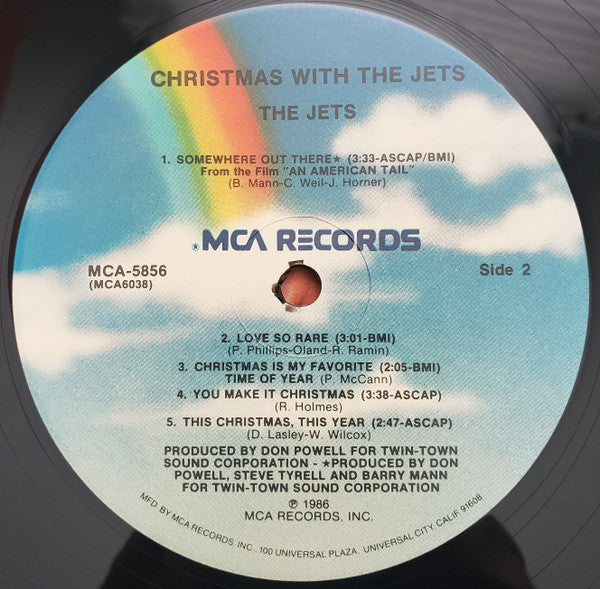 CHRISTMAS WITH THE JETS
THE JETS
1. SOMEWHERE OUT THERE★ (3:33-ASCAP/BMI)
From the Film "AN AMERICAN TAIL"
(B. Mann-C. Weil-J. Horner)
®MCA RECORDS
MCA-5856
(MCA6038)
Side 2
2. LOVE SO RARE (3:01-BMI)
(P. Phillips-Oland-R. Ramin)
3. CHRISTMAS IS MY FAVORITE (2:05-BMI)
TIME OF YEAR (P. McCann)
4. YOU MAKE IT CHRISTMAS (3:38-ASCAP)
(R. Holmes)
5. THIS CHRISTMAS, THIS YEAR (2:47-ASCAP)
(D. Lasley-W. Wilcox)
PRODUCED BY DON POWELL FOR TWIN-TOWN
SOUND CORPORATION - ★PRODUCED BY DON
POWELL, STEVE TYRELL AND BARRY MANN
FOR TWIN-TOWN SOUND CORPORATION
℗ 1986
MCA RECORDS, INC.
MFD. BY MCA RECORDS, INC., 100 UNIVERSAL PLAZA, UNIVERSAL CITY, CALIF. 91608